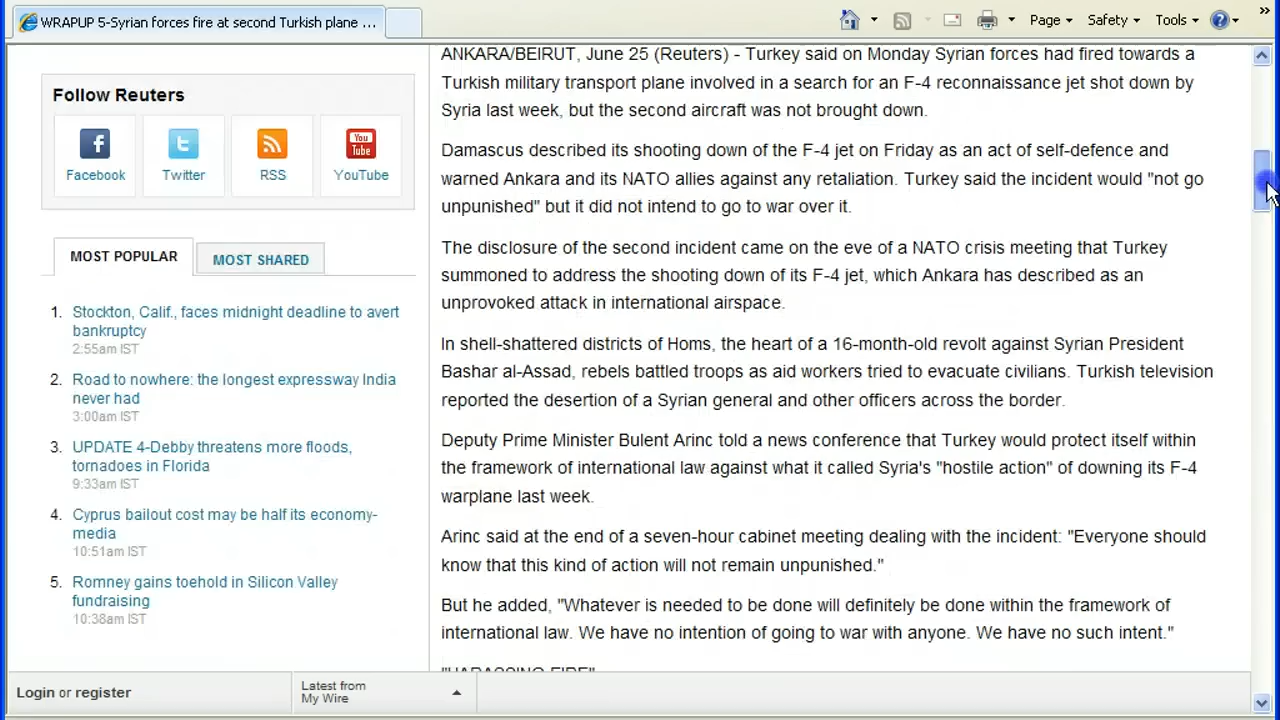 WRAPUP 5-Syrian forces fire at second Turkish plane ...
Page
Safety
Tools
Follow Reuters
Facebook
Twitter
RSS
You
Tube
YouTube
MOST POPULAR
MOST SHARED
1. Stockton, Calif., faces midnight deadline to avert
bankruptcy
2:55am IST
2. Road to nowhere: the longest expressway India
never had
3:00am IST
3. UPDATE 4-Debby threatens more floods,
tornadoes in Florida
9:33am IST
4. Cyprus bailout cost may be half its economy-
media
10:51am IST
5. Romney gains toehold in Silicon Valley
fundraising
10:38am IST
ANKARA/BEIRUT, June 25 (Reuters) - Turkey said on Monday Syrian forces had fired towards a
Turkish military transport plane involved in a search for an F-4 reconnaissance jet shot down by
Syria last week, but the second aircraft was not brought down.
Damascus described its shooting down of the F-4 jet on Friday as an act of self-defence and
warned Ankara and its NATO allies against any retaliation. Turkey said the incident would "not go
unpunished" but it did not intend to go to war over it.
The disclosure of the second incident came on the eve of a NATO crisis meeting that Turkey
summoned to address the shooting down of its F-4 jet, which Ankara has described as an
unprovoked attack in international airspace.
In shell-shattered districts of Homs, the heart of a 16-month-old revolt against Syrian President
Bashar al-Assad, rebels battled troops as aid workers tried to evacuate civilians. Turkish television
reported the desertion of a Syrian general and other officers across the border.
Deputy Prime Minister Bulent Arinc told a news conference that Turkey would protect itself within
the framework of international law against what it called Syria's "hostile action" of downing its F-4
warplane last week.
Arinc said at the end of a seven-hour cabinet meeting dealing with the incident: "Everyone should
know that this kind of action will not remain unpunished."
But he added, "Whatever is needed to be done will definitely be done within the framework of
international law. We have no intention of going to war with anyone. We have no such intent."
"HARASSING FIRE"
Login or register
Latest from
My Wire